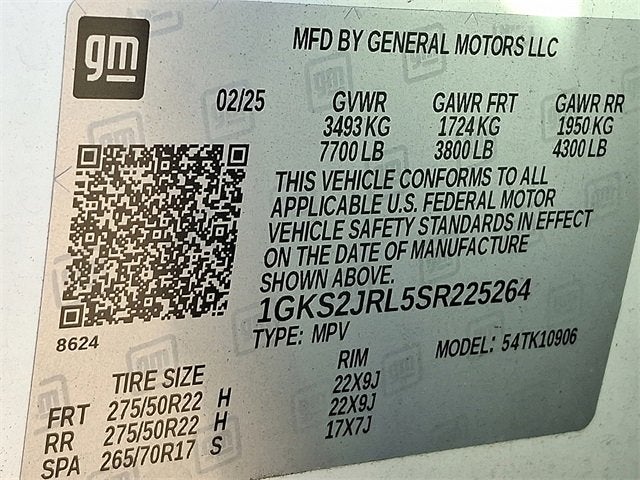 gm
MFD BY GENERAL MOTORS LLC
02/25 GVWR GAWR FRT GAWR RR
3493 KG 1724 KG 1950 KG
7700 LB 3800 LB 4300 LB
THIS VEHICLE CONFORMS TO ALL
APPLICABLE U.S. FEDERAL MOTOR
VEHICLE SAFETY STANDARDS IN EFFECT
ON THE DATE OF MANUFACTURE
SHOWN ABOVE.
1GKS2JRL5SR225264
8624
TYPE: MPV MODEL: 54TK10906
TIRE SIZE RIM
FRT 275/50R22 H 22X9J
RR 275/50R22 H 22X9J
SPA 265/70R17 S 17X7J